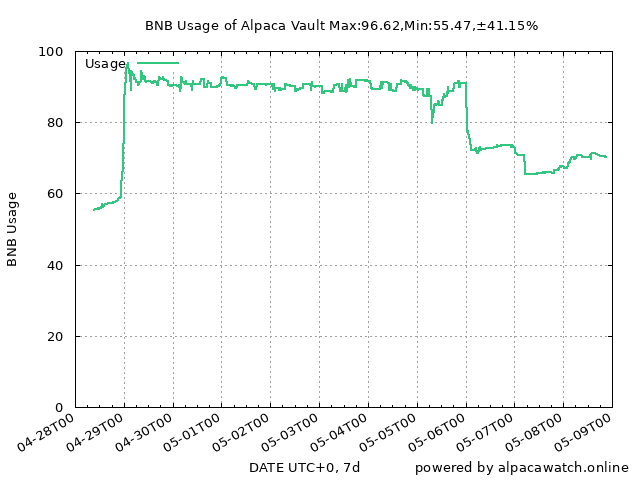 BNB Usage of Alpaca Vault Max:96.62,Min:55.47,±41.15%
Usage
100
80
60
40
20
0
BNB Usage
04-28T00
04-29T00
04-30T00
05-01T00
05-02T00
05-03T00
05-04T00
05-05T00
05-06T00
05-07T00
05-08T00
05-09T00
DATE UTC+0, 7d
powered by alpacawatch.online